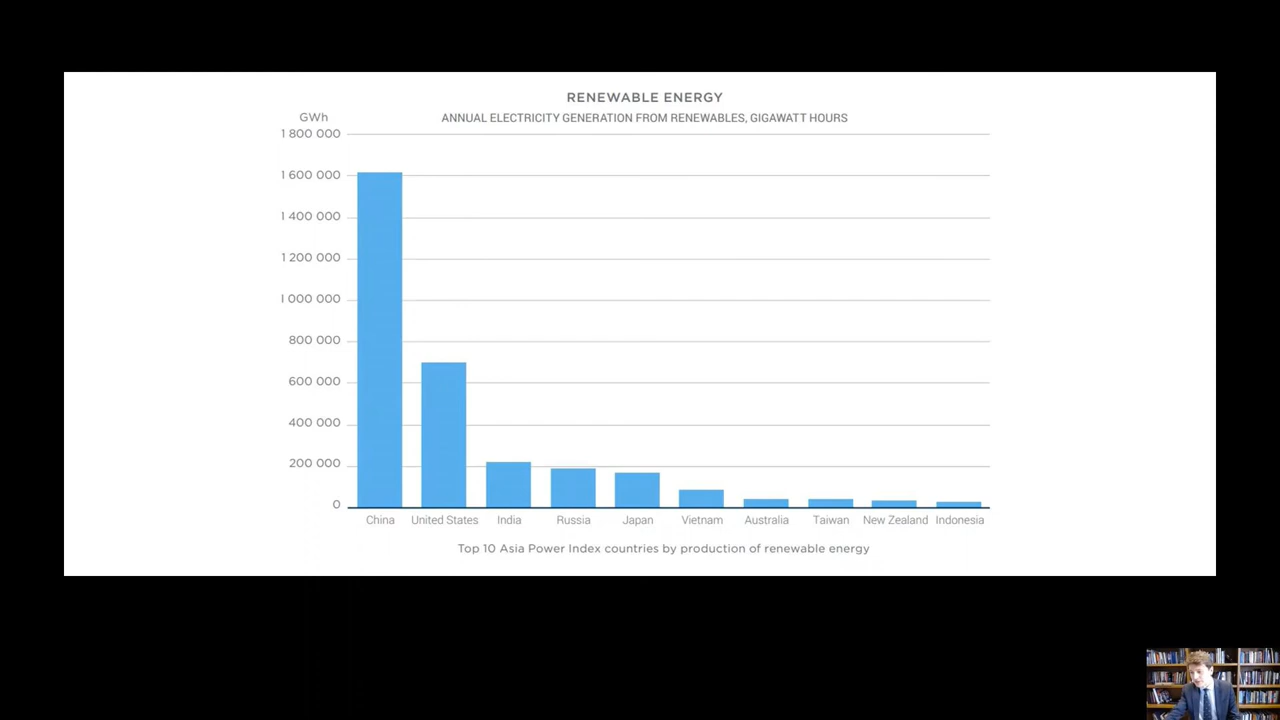 RENEWABLE ENERGY
GWh
ANNUAL ELECTRICITY GENERATION FROM RENEWABLES, GIGAWATT HOURS
1 800 000
1 600 000
1 400 000
1 200 000
1 000 000
800 000
600 000
400 000
200 000
0
China United States India Russia Japan Vietnam Australia Taiwan New Zealand Indonesia
Top 10 Asia Power Index countries by production of renewable energy